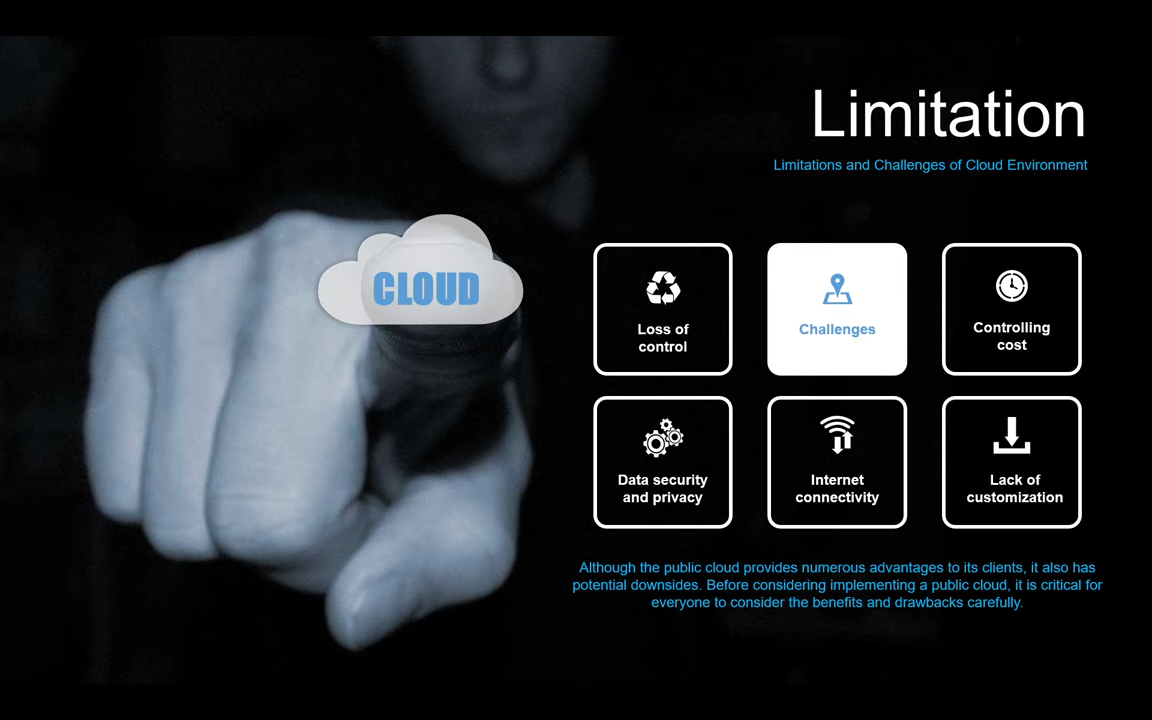 Limitation
Limitations and Challenges of Cloud Environment
CLOUD
Loss of
control
Challenges
Controlling
cost
Data security
and privacy
Internet
connectivity
Lack of
customization
Although the public cloud provides numerous advantages to its clients, it also has
potential downsides. Before considering implementing a public cloud, it is critical for
everyone to consider the benefits and drawbacks carefully.